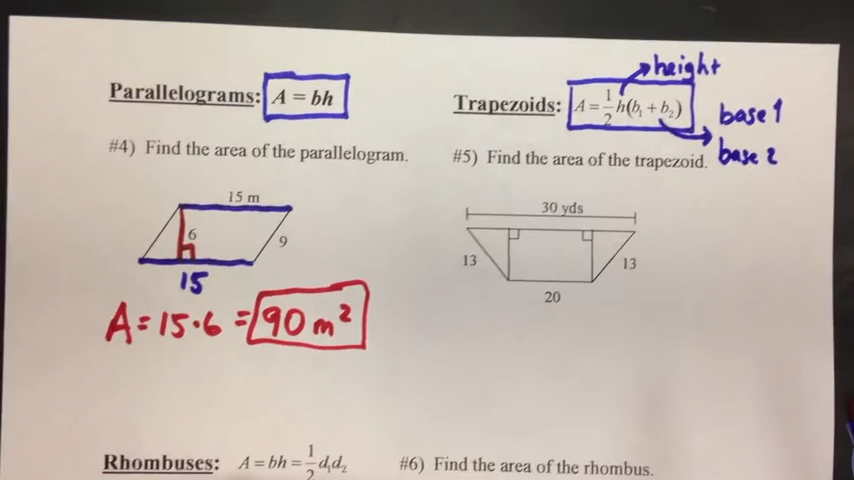 Parallelograms: A = bh
#4) Find the area of the parallelogram.
15 m
6
9
15
A = 15 • 6 = 90 m²
height
Trapezoids: A = 1/2 h(b₁ + b₂)
base 1
base 2
#5) Find the area of the trapezoid.
30 yds
13
13
20
Rhombuses: A = bh = 1/2 d₁d₂
#6) Find the area of the rhombus.